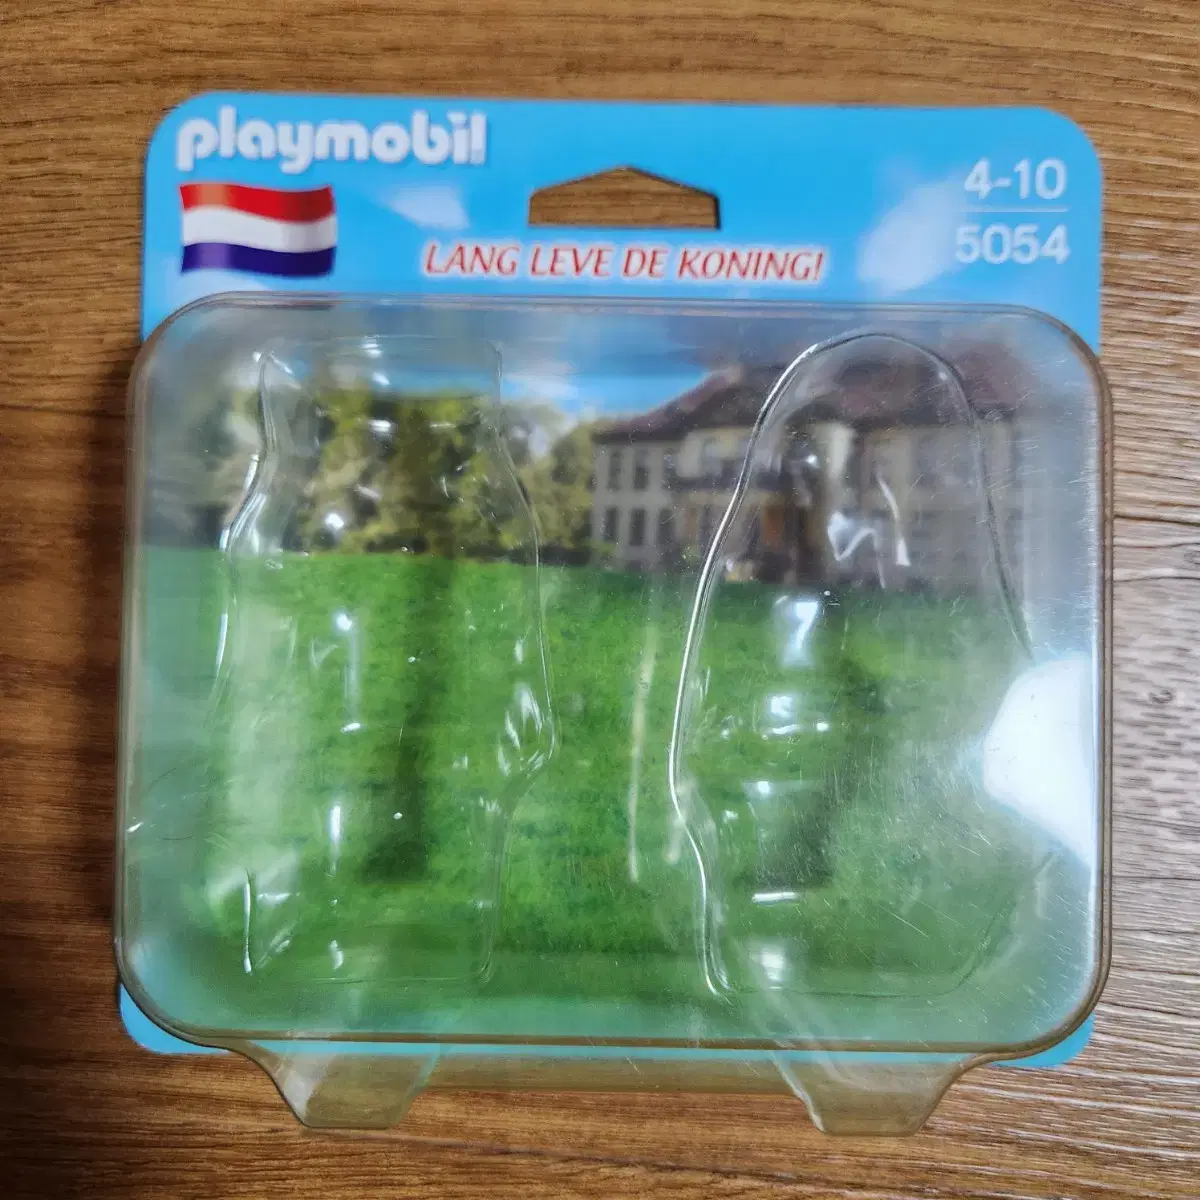 playmobil
4-10
5054
LANG LEVE DE KONING!